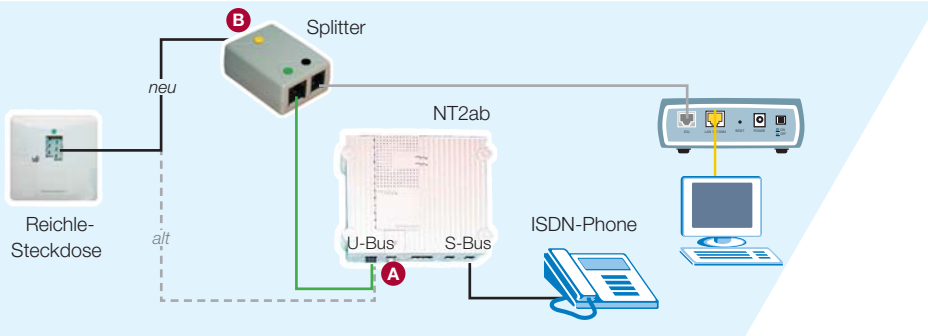 B
Splitter
neu
NT2ab
Reichle-
Steckdose
alt
U-Bus
S-Bus
A
ISDN-Phone